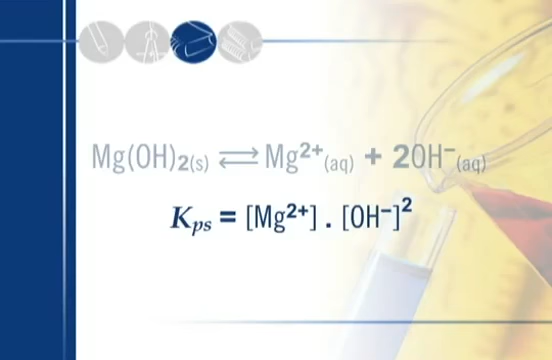 Mg(OH)₂(s) ⇌ Mg²⁺(aq) + 2OH⁻(aq)
Kps = [Mg²⁺] . [OH⁻]²